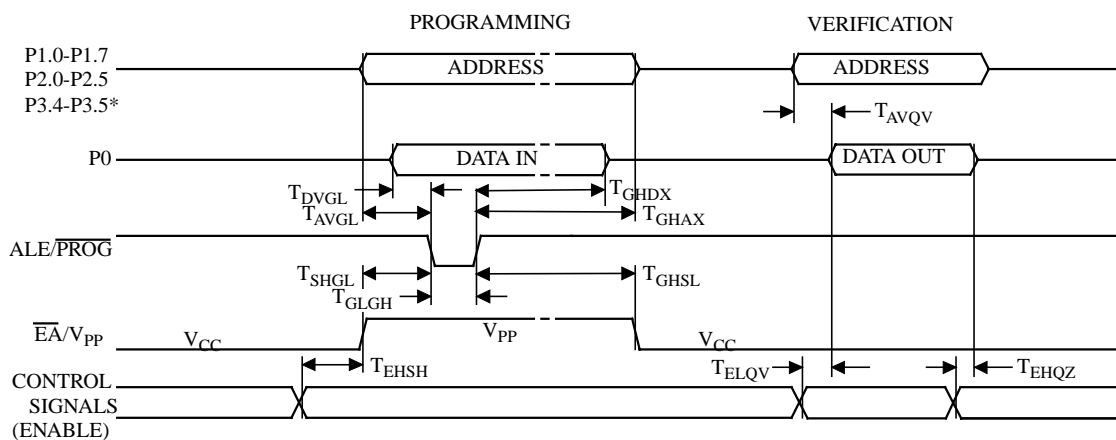 PROGRAMMING VERIFICATION
P1.0-P1.7
P2.0-P2.5
P3.4-P3.5*
ADDRESS ADDRESS
TAVQV
P0 DATA IN DATA OUT
TDVGL TGHDX
TAVGL TGHAX
ALE/PROG
TSHGL TGHSL
TGLGH
EA/VPP VCC VPP VCC
TEHSH TELQV TEHQZ
CONTROL
SIGNALS
(ENABLE)